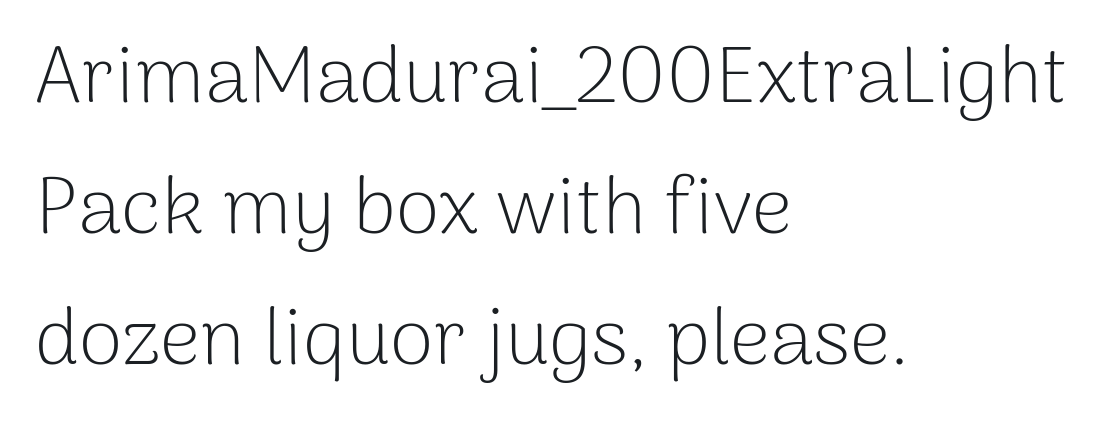 ArimaMadurai_200ExtraLight
Pack my box with five
dozen liquor jugs, please.